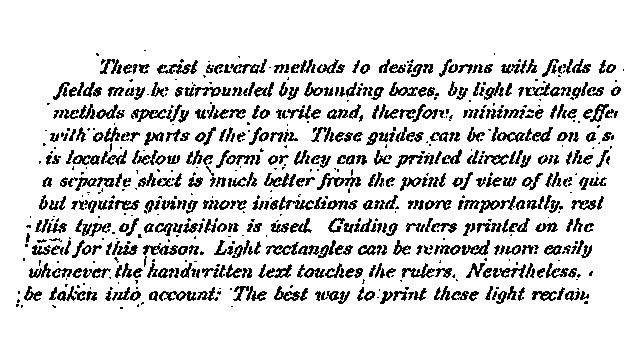 There exist several methods to design forms with fields to
fields may be surrounded by bounding boxes, by light rectangles o
methods specify where to write and, therefore, minimize the effe
with other parts of the form. These guides can be located on a s
is located below the form or they can be printed directly on the f
a separate sheet is much better from the point of view of the qua
but requires giving more instructions and, more importantly, rest
this type of acquisition is used. Guiding rulers printed on the
used for this reason. Light rectangles can be removed more easily
whenever the handwritten text touches the rulers. Nevertheless,
be taken into account: The best way to print these light rectan